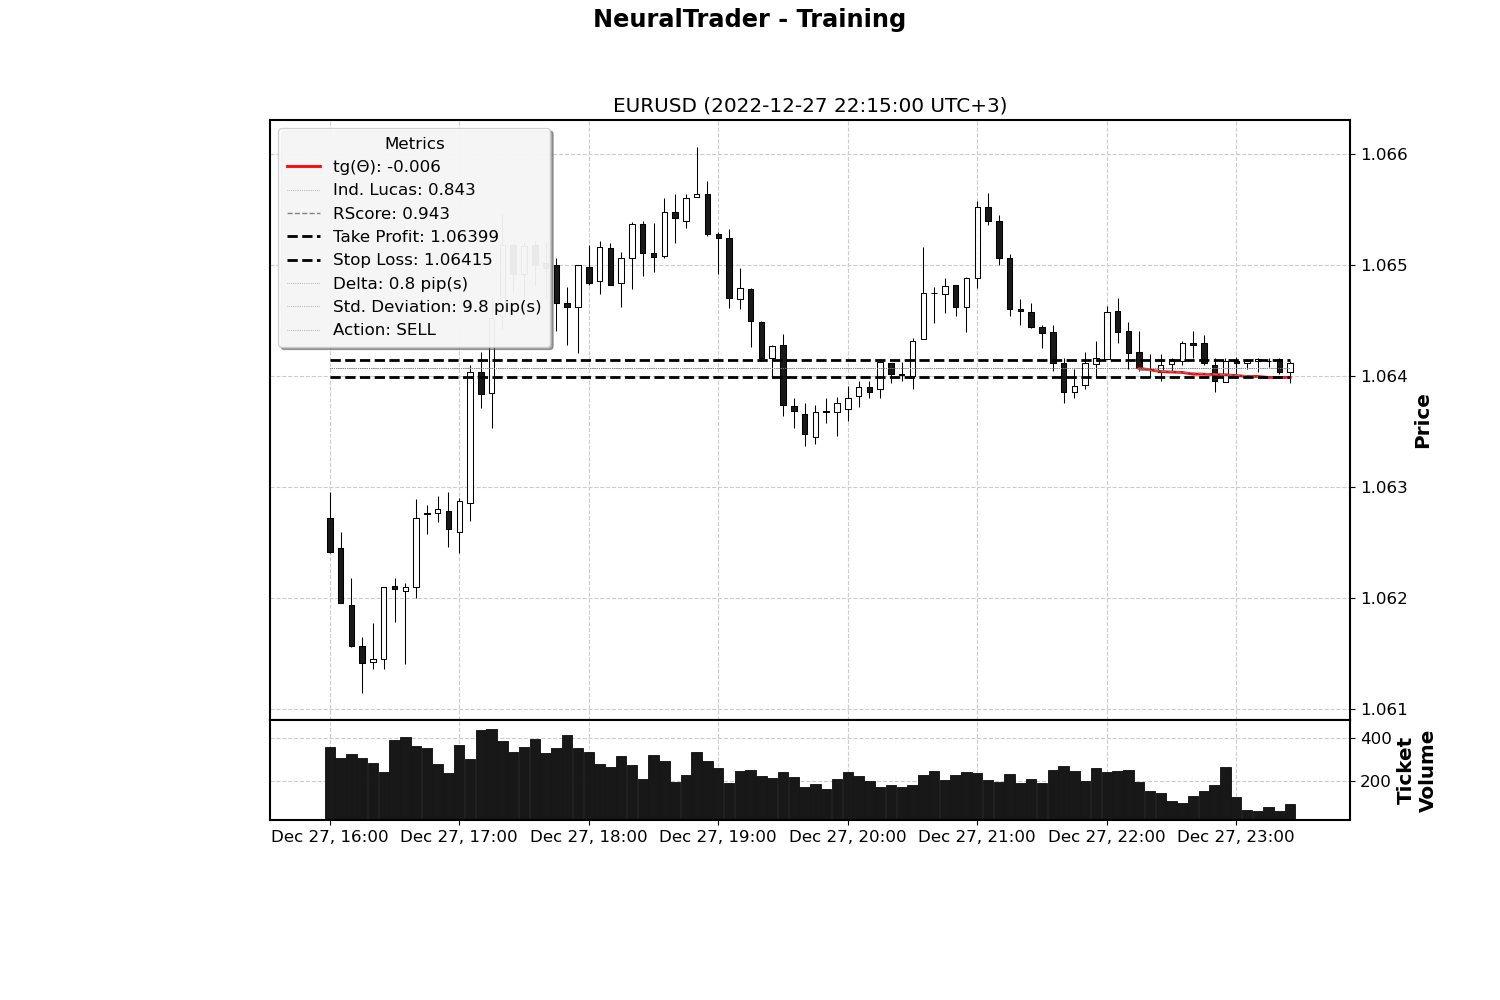 NeuralTrader - Training
EURUSD (2022-12-27 22:15:00 UTC+3)
Metrics
tg(Θ): -0.006
Ind. Lucas: 0.843
RScore: 0.943
Take Profit: 1.06399
Stop Loss: 1.06415
Delta: 0.8 pip(s)
Std. Deviation: 9.8 pip(s)
Action: SELL
1.066
1.065
1.064
1.063
1.062
1.061
Price
400
200
Ticket
Volume
Dec 27, 16:00 Dec 27, 17:00 Dec 27, 18:00 Dec 27, 19:00 Dec 27, 20:00 Dec 27, 21:00 Dec 27, 22:00 Dec 27, 23:00